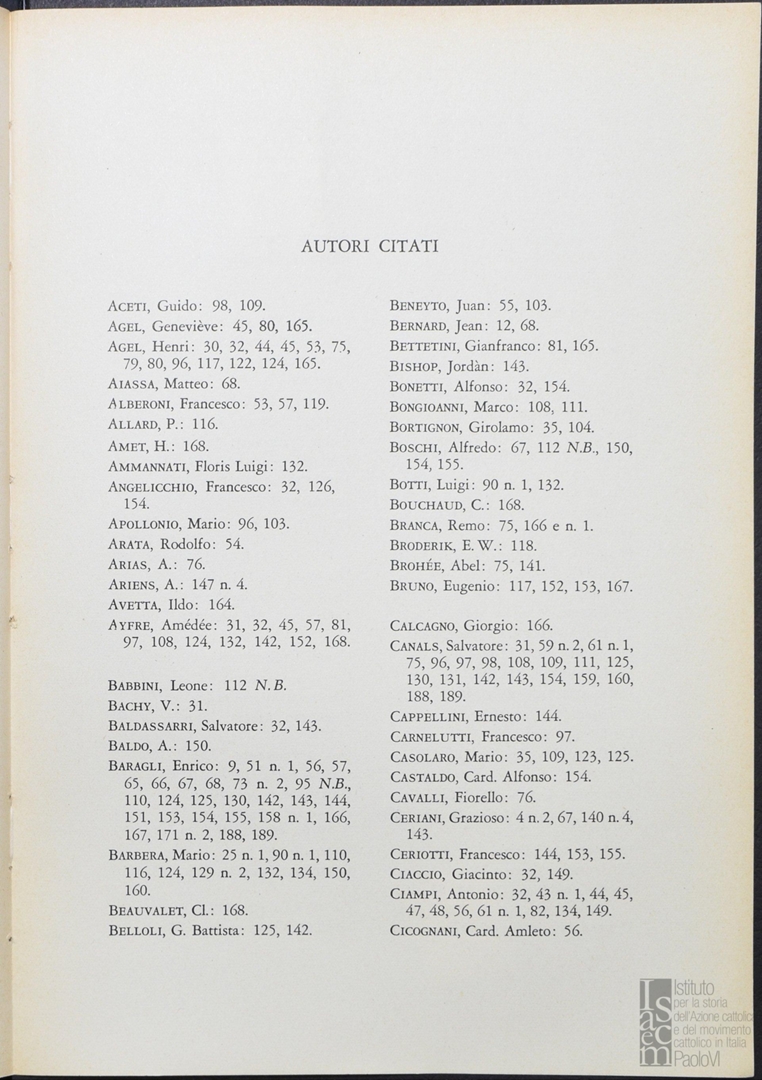 AUTORI CITATI
ACETI, Guido: 98, 109.
AGEL, Geneviève: 45, 80, 165.
AGEL, Henri: 30, 32, 44, 45, 53, 75,
79, 80, 96, 117, 122, 124, 165.
AIASSA, Matteo: 68.
ALBERONI, Francesco: 53, 57, 119.
ALLARD, P.: 116.
AMET, H.: 168.
AMMANNATI, Floris Luigi: 132.
ANGELICCHIO, Francesco: 32, 126,
154.
APOLLONIO, Mario: 96, 103.
ARATA, Rodolfo: 54.
ARIAS, A.: 76.
ARIENS, A.: 147 n. 4.
AVETTA, Ildo: 164.
AYFRE, Amédée: 31, 32, 45, 57, 81,
97, 108, 124, 132, 142, 152, 168.
BABBINI, Leone: 112 N.B.
BACHY, V.: 31.
BALDASSARRI, Salvatore: 32, 143.
BALDO, A.: 150.
BARAGLI, Enrico: 9, 51 n. 1, 56, 57,
65, 66, 67, 68, 73 n. 2, 95 N.B.,
110, 124, 125, 130, 142, 143, 144,
151, 153, 154, 155, 158 n. 1, 166,
167, 171 n. 2, 188, 189.
BARBERA, Mario: 25 n. 1, 90 n. 1, 110,
116, 124, 129 n. 2, 132, 134, 150,
160.
BEAUVALET, Cl.: 168.
BELLOLI, G. Battista: 125, 142.
BENEYTO, Juan: 55, 103.
BERNARD, Jean: 12, 68.
BETTETINI, Gianfranco: 81, 165.
BISHOP, Jordàn: 143.
BONETTI, Alfonso: 32, 154.
BONGIOANNI, Marco: 108, 111.
BORTIGNON, Girolamo: 35, 104.
BOSCHI, Alfredo: 67, 112 N.B., 150,
154, 155.
BOTTI, Luigi: 90 n. 1, 132.
BOUCHAUD, C.: 168.
BRANCA, Remo: 75, 166 e n. 1.
BRODERIK, E. W.: 118.
BROHÉE, Abel: 75, 141.
BRUNO, Eugenio: 117, 152, 153, 167.
CALCAGNO, Giorgio: 166.
CANALS, Salvatore: 31, 59 n. 2, 61 n. 1,
75, 96, 97, 98, 108, 109, 111, 125,
130, 131, 142, 143, 154, 159, 160,
188, 189.
CAPPELLINI, Ernesto: 144.
CARNELUTTI, Francesco: 97.
CASOLARO, Mario: 35, 109, 123, 125.
CASTALDO, Card. Alfonso: 154.
CAVALLI, Fiorello: 76.
CERIANI, Grazioso: 4 n. 2, 67, 140 n. 4,
143.
CERIOTTI, Francesco: 144, 153, 155.
CIACCIO, Giacinto: 32, 149.
CIAMPI, Antonio: 32, 43 n. 1, 44, 45,
47, 48, 56, 61 n. 1, 82, 134, 149.
CICOGNANI, Card. Amleto: 56.
Isacem
Istituto
per la storia
dell'Azione cattolica
e del movimento
cattolico in Italia
PaoloVI